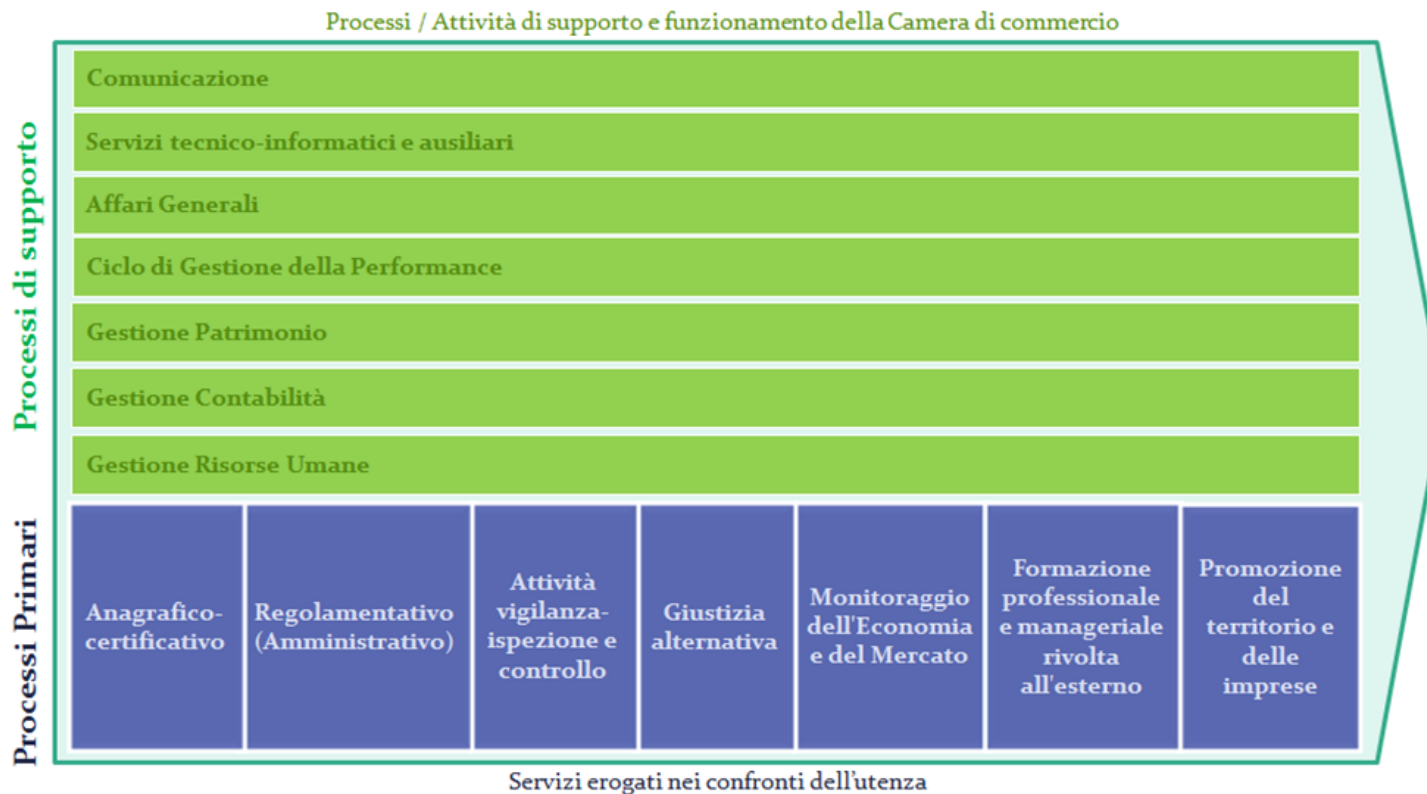 Processi / Attività di supporto e funzionamento della Camera di commercio
Processi di supporto
Comunicazione
Servizi tecnico-informatici e ausiliari
Affari Generali
Ciclo di Gestione della Performance
Gestione Patrimonio
Gestione Contabilità
Gestione Risorse Umane
Processi Primari
Anagrafico-
certificativo
Regolamentativo
(Amministrativo)
Attività
vigilanza-
ispezione e
controllo
Giustizia
alternativa
Monitoraggio
dell'Economia
e del Mercato
Formazione
professionale
e manageriale
rivolta
all'esterno
Promozione
del
territorio e
delle
imprese
Servizi erogati nei confronti dell’utenza